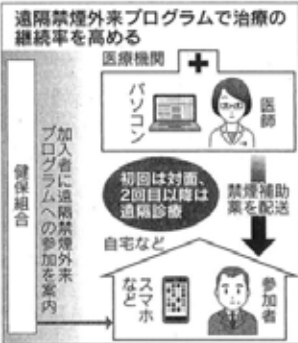 遠隔禁煙外来プログラムで治療の
継続率を高める
医療機関
パソコン
医師
初回は対面、
2回目以降は
遠隔診療
禁煙補助
薬を配送
健保組合
加入者に遠隔禁煙外来
プログラムへの参加を案内
自宅など
スマホ
など
参加者